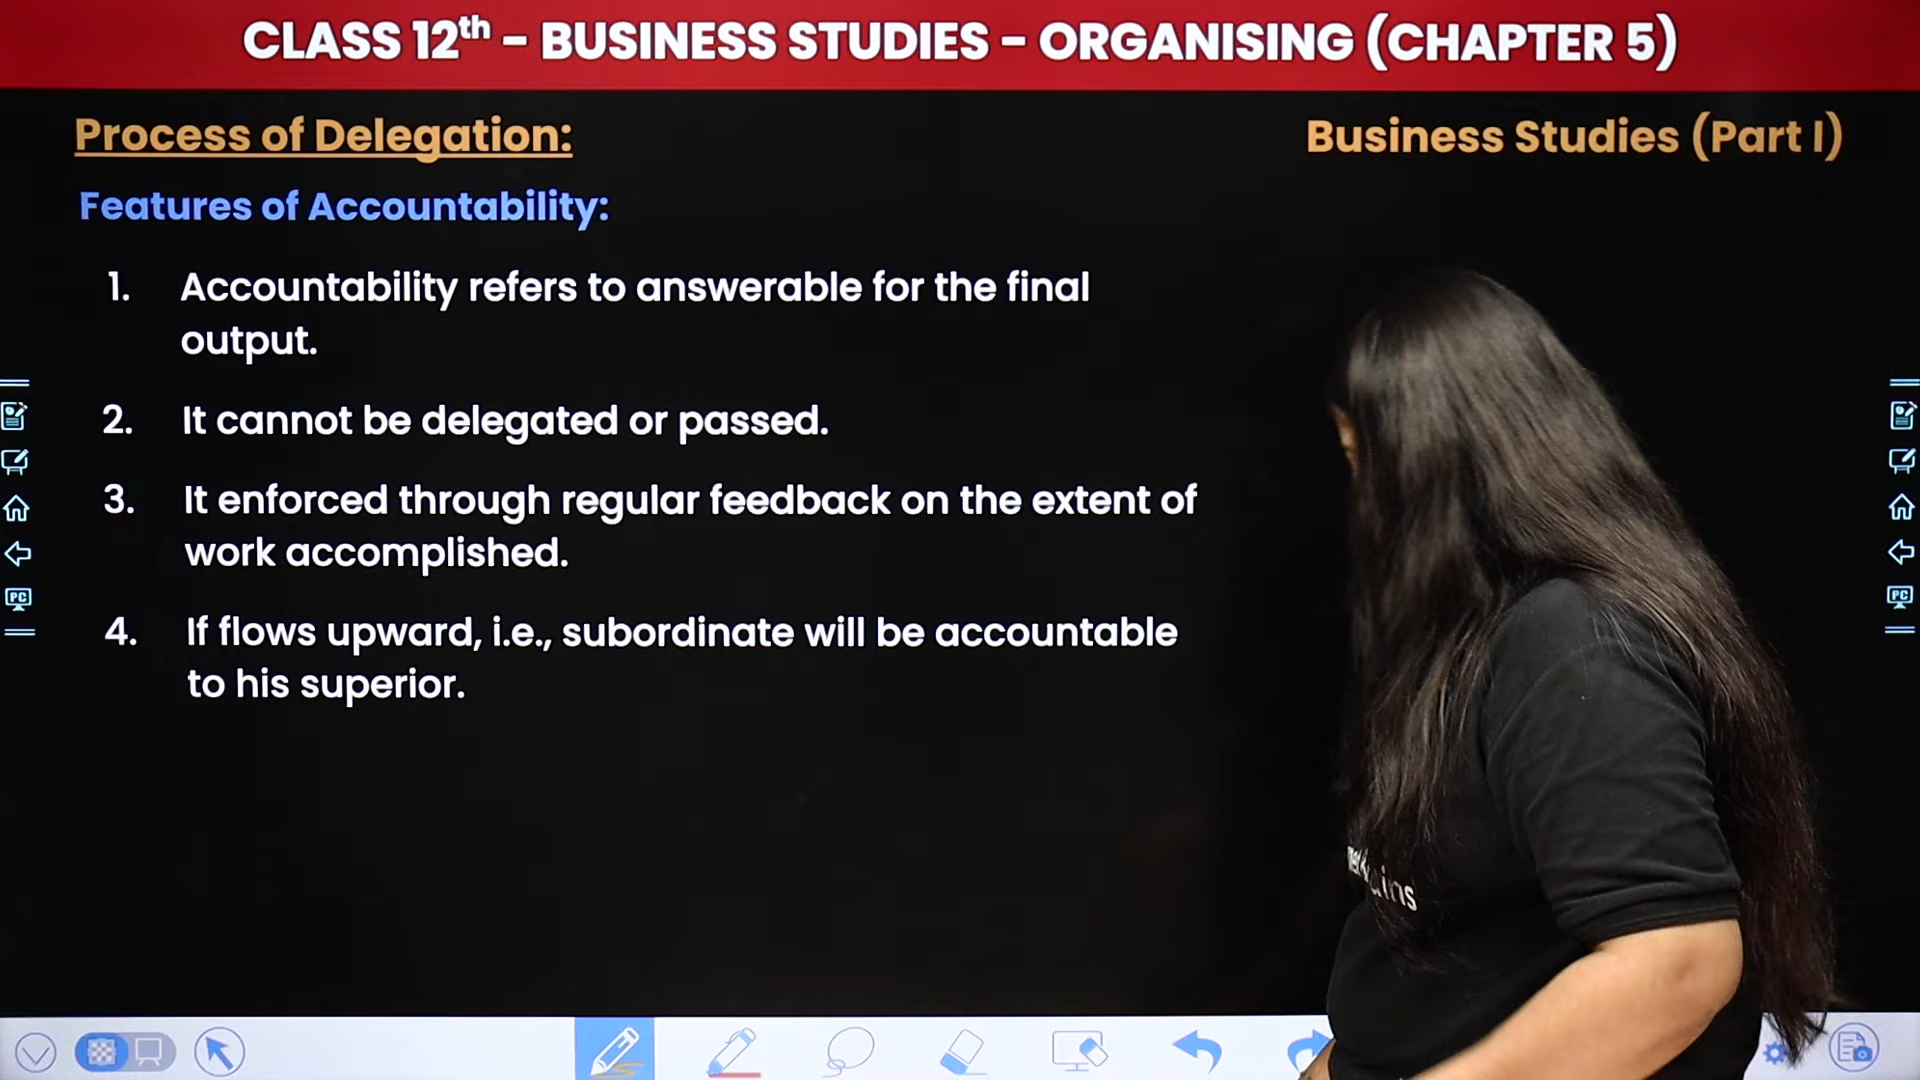 CLASS 12th - BUSINESS STUDIES - ORGANISING (CHAPTER 5)
Process of Delegation:
Business Studies (Part I)
Features of Accountability:
1. Accountability refers to answerable for the final
output.
2. It cannot be delegated or passed.
3. It enforced through regular feedback on the extent of
work accomplished.
4. If flows upward, i.e., subordinate will be accountable
to his superior.
PC
PC